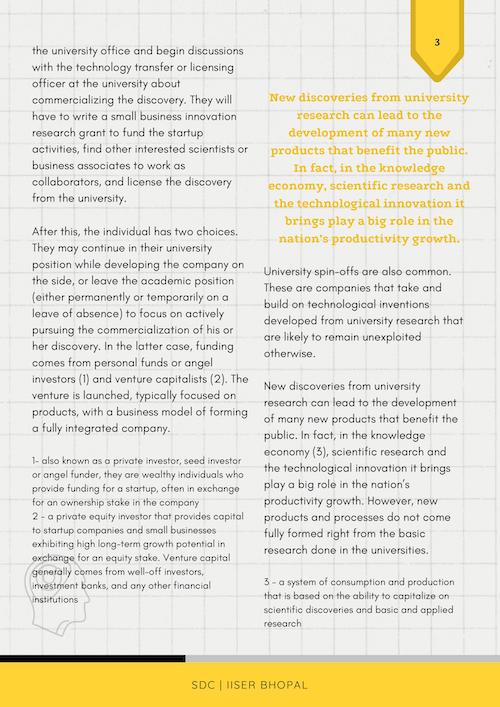 3
the university office and begin discussions
with the technology transfer or licensing
officer at the university about
commercializing the discovery. They will
have to write a small business innovation
research grant to fund the startup
activities, find other interested scientists or
business associates to work as
collaborators, and license the discovery
from the university.
After this, the individual has two choices.
They may continue in their university
position while developing the company on
the side, or leave the academic position
(either permanently or temporarily on a
leave of absence) to focus on actively
pursuing the commercialization of his or
her discovery. In the latter case, funding
comes from personal funds or angel
investors (1) and venture capitalists (2). The
venture is launched, typically focused on
products, with a business model of forming
a fully integrated company.
1- also known as a private investor, seed investor
or angel funder, they are wealthy individuals who
provide funding for a startup, often in exchange
for an ownership stake in the company
2 - a private equity investor that provides capital
to startup companies and small businesses
exhibiting high long-term growth potential in
exchange for an equity stake. Venture capital
generally comes from well-off investors,
investment banks, and any other financial
institutions
New discoveries from university
research can lead to the
development of many new
products that benefit the public.
In fact, in the knowledge
economy, scientific research and
the technological innovation it
brings play a big role in the
nation's productivity growth.
University spin-offs are also common.
These are companies that take and
build on technological inventions
developed from university research that
are likely to remain unexploited
otherwise.
New discoveries from university
research can lead to the development
of many new products that benefit the
public. In fact, in the knowledge
economy (3), scientific research and
the technological innovation it brings
play a big role in the nation's
productivity growth. However, new
products and processes do not come
fully formed right from the basic
research done in the universities.
3 - a system of consumption and production
that is based on the ability to capitalize on
scientific discoveries and basic and applied
research
SDC | IISER BHOPAL